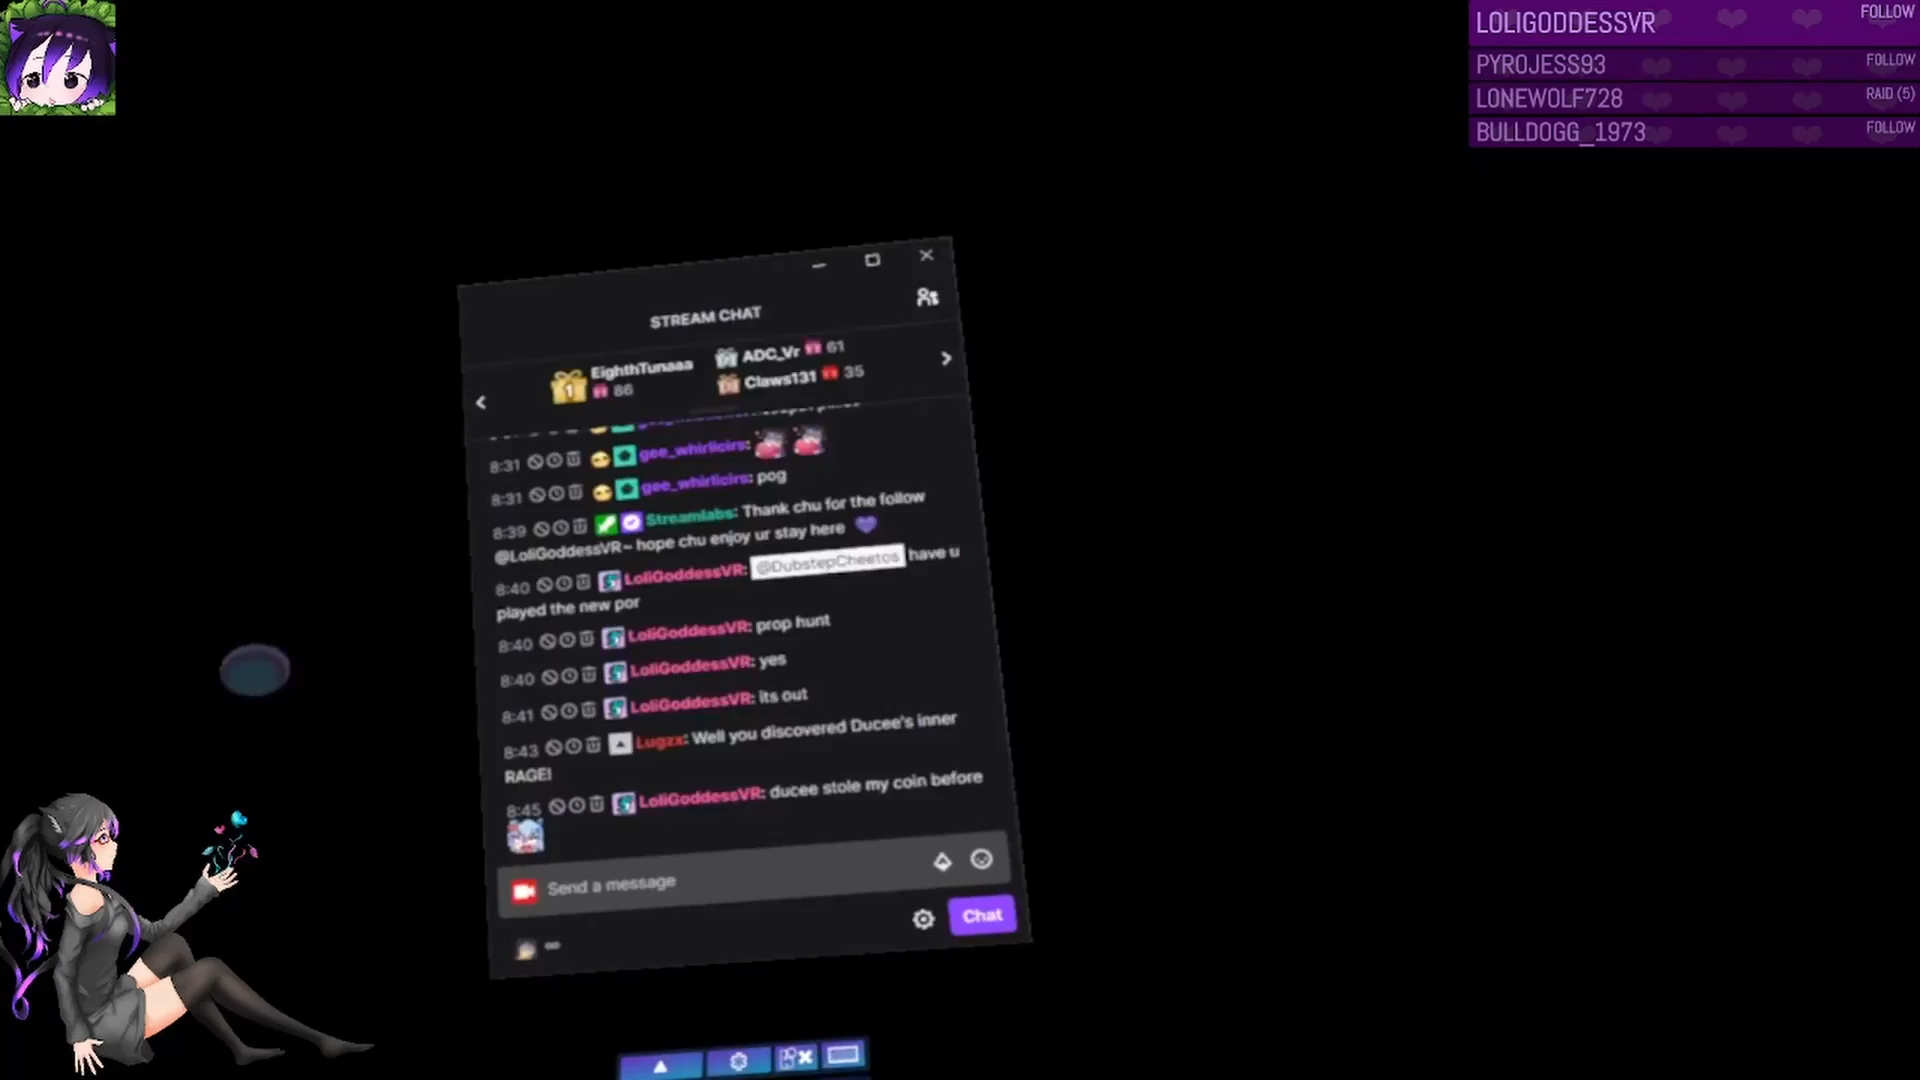 LOLIGODDESSVR FOLLOW
PYROJESS93 FOLLOW
LONEWOLF728 RAID (5)
BULLDOGG_1973 FOLLOW
STREAM CHAT
1 EighthTunaaa 86
ADC_Vr 61
Claws131 35
8:31 gee_whirlicirs:
8:31 gee_whirlicirs: pog
8:39 Streamlabs: Thank chu for the follow
@LoliGoddessVR~ hope chu enjoy ur stay here
8:40 LoliGoddessVR: @DubstepCheetos have u
played the new por
8:40 LoliGoddessVR: prop hunt
8:40 LoliGoddessVR: yes
8:41 LoliGoddessVR: its out
8:43 Lugzx: Well you discovered Ducee's inner
RAGE!
8:45 LoliGoddessVR: ducee stole my coin before
Send a message
Chat